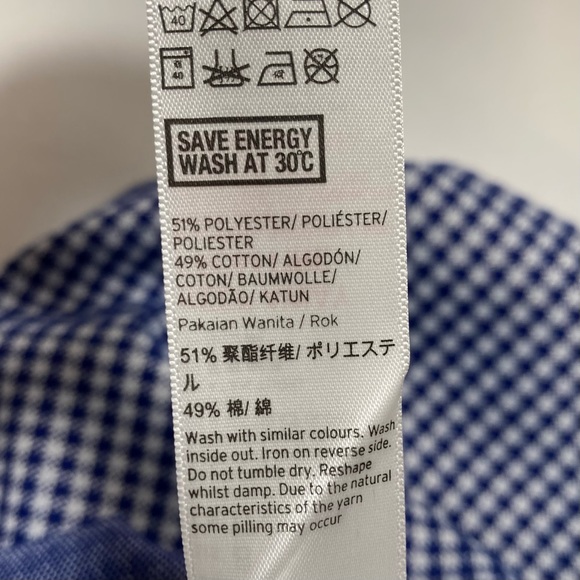 40
40
SAVE ENERGY
WASH AT 30°C
51% POLYESTER/ POLIÉSTER/
POLIESTER
49% COTTON/ ALGODÓN/
COTON/ BAUMWOLLE/
ALGODÃO/ KATUN
Pakaian Wanita / Rok
51% 聚酯纤维/ ポリエステ
ル
49% 棉/ 綿
Wash with similar colours. Wash
inside out. Iron on reverse side.
Do not tumble dry. Reshape
whilst damp. Due to the natural
characteristics of the yarn
some pilling may occur